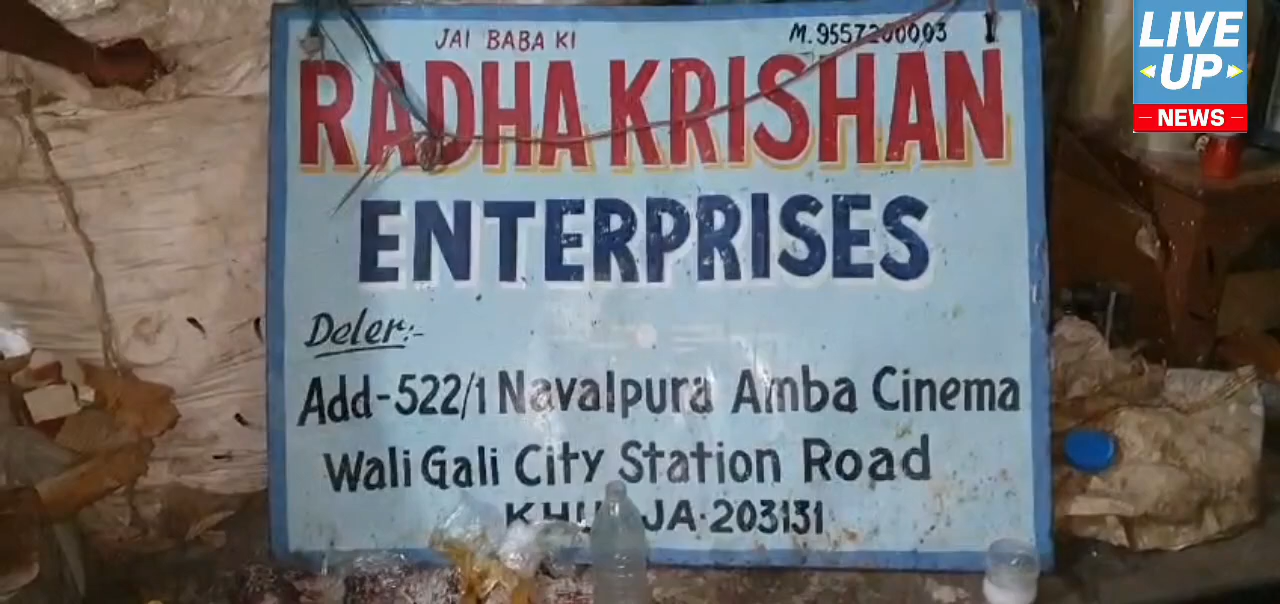 JAI BABA KI
M. 9557200003
RADHA KRISHAN
ENTERPRISES
Deler:-
Add-522/1 Navalpura Amba Cinema
Wali Gali City Station Road
203131
LIVE
UP
NEWS